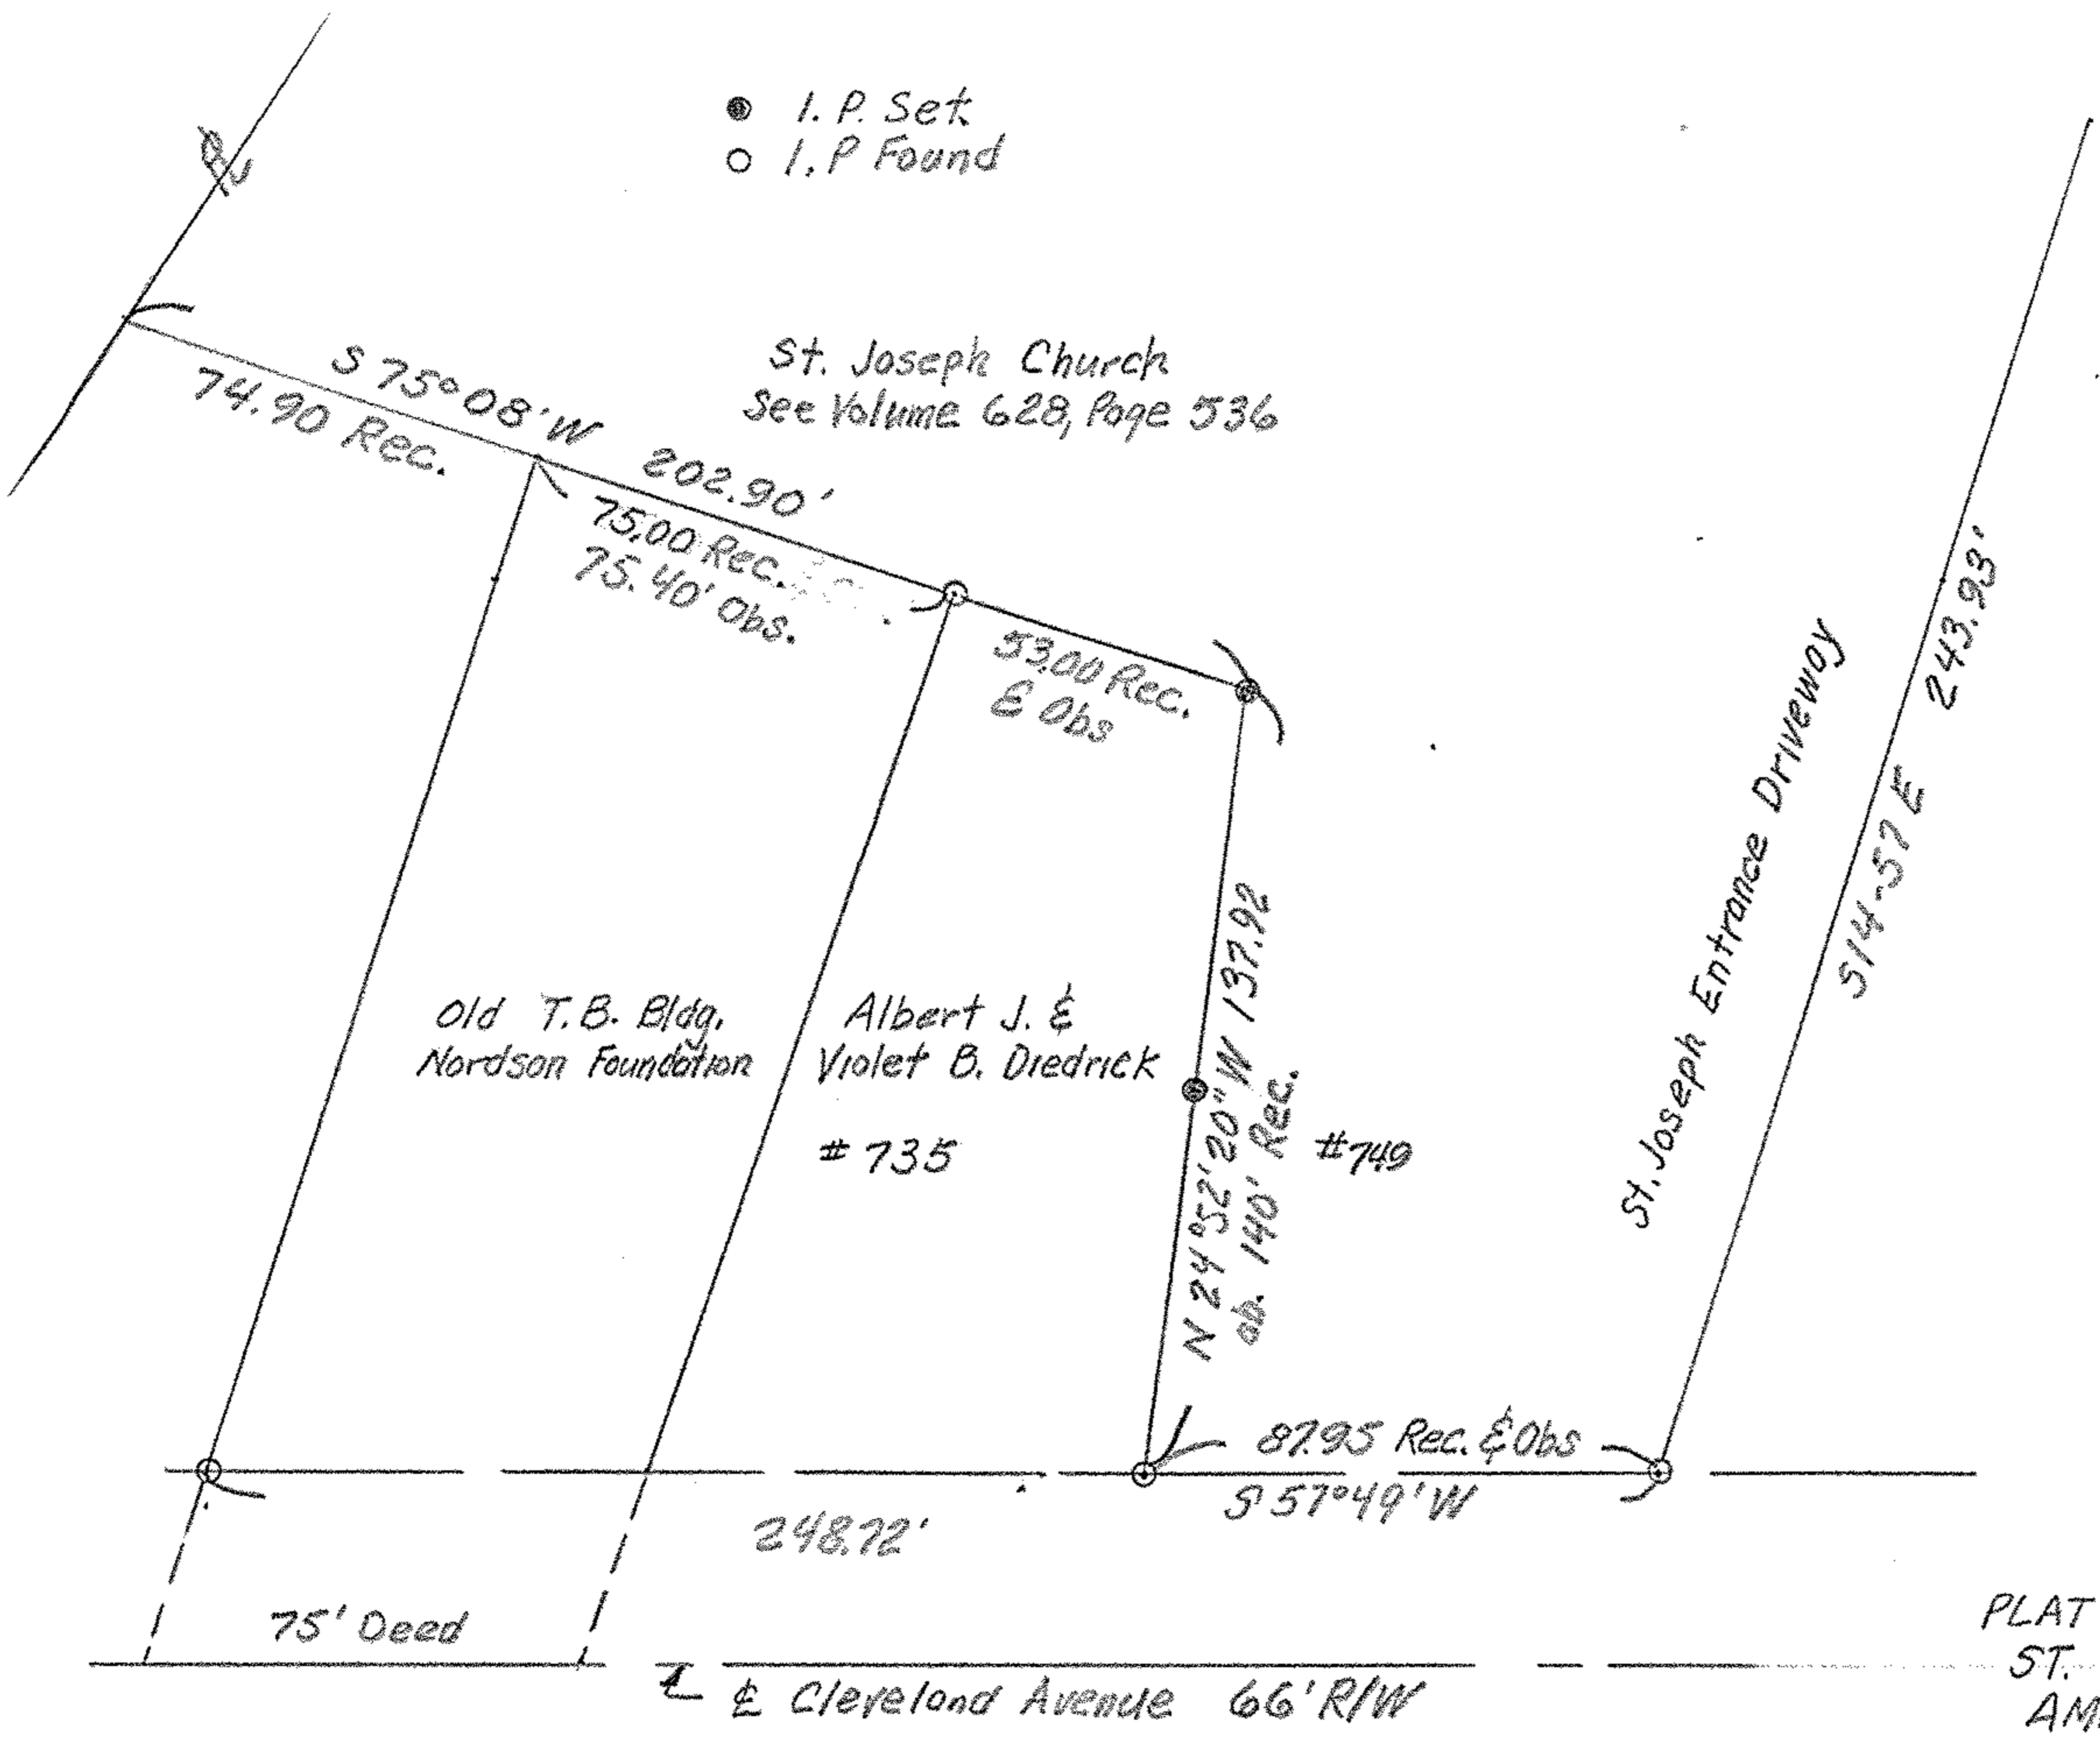 I. P. Set
I. P Found
St. Joseph Church
See Volume 628, Page 536
S 75° 08' W 202.90'
74.90 Rec.
75.00 Rec.
75.40' Obs.
53.00 Rec.
& Obs
S14-57 E 243.93'
St. Joseph Entrance Driveway
Old T.B. Bldg.
Nordson Foundation
Albert J. &
Violet B. Diedrick
# 735
N 24° 52' 20" W 137.92
ab. 140' Rec.
#749
87.95 Rec. & Obs
S 57° 49' W
248.72'
75' Deed
Cleveland Avenue 66' R/W
PLAT
ST.